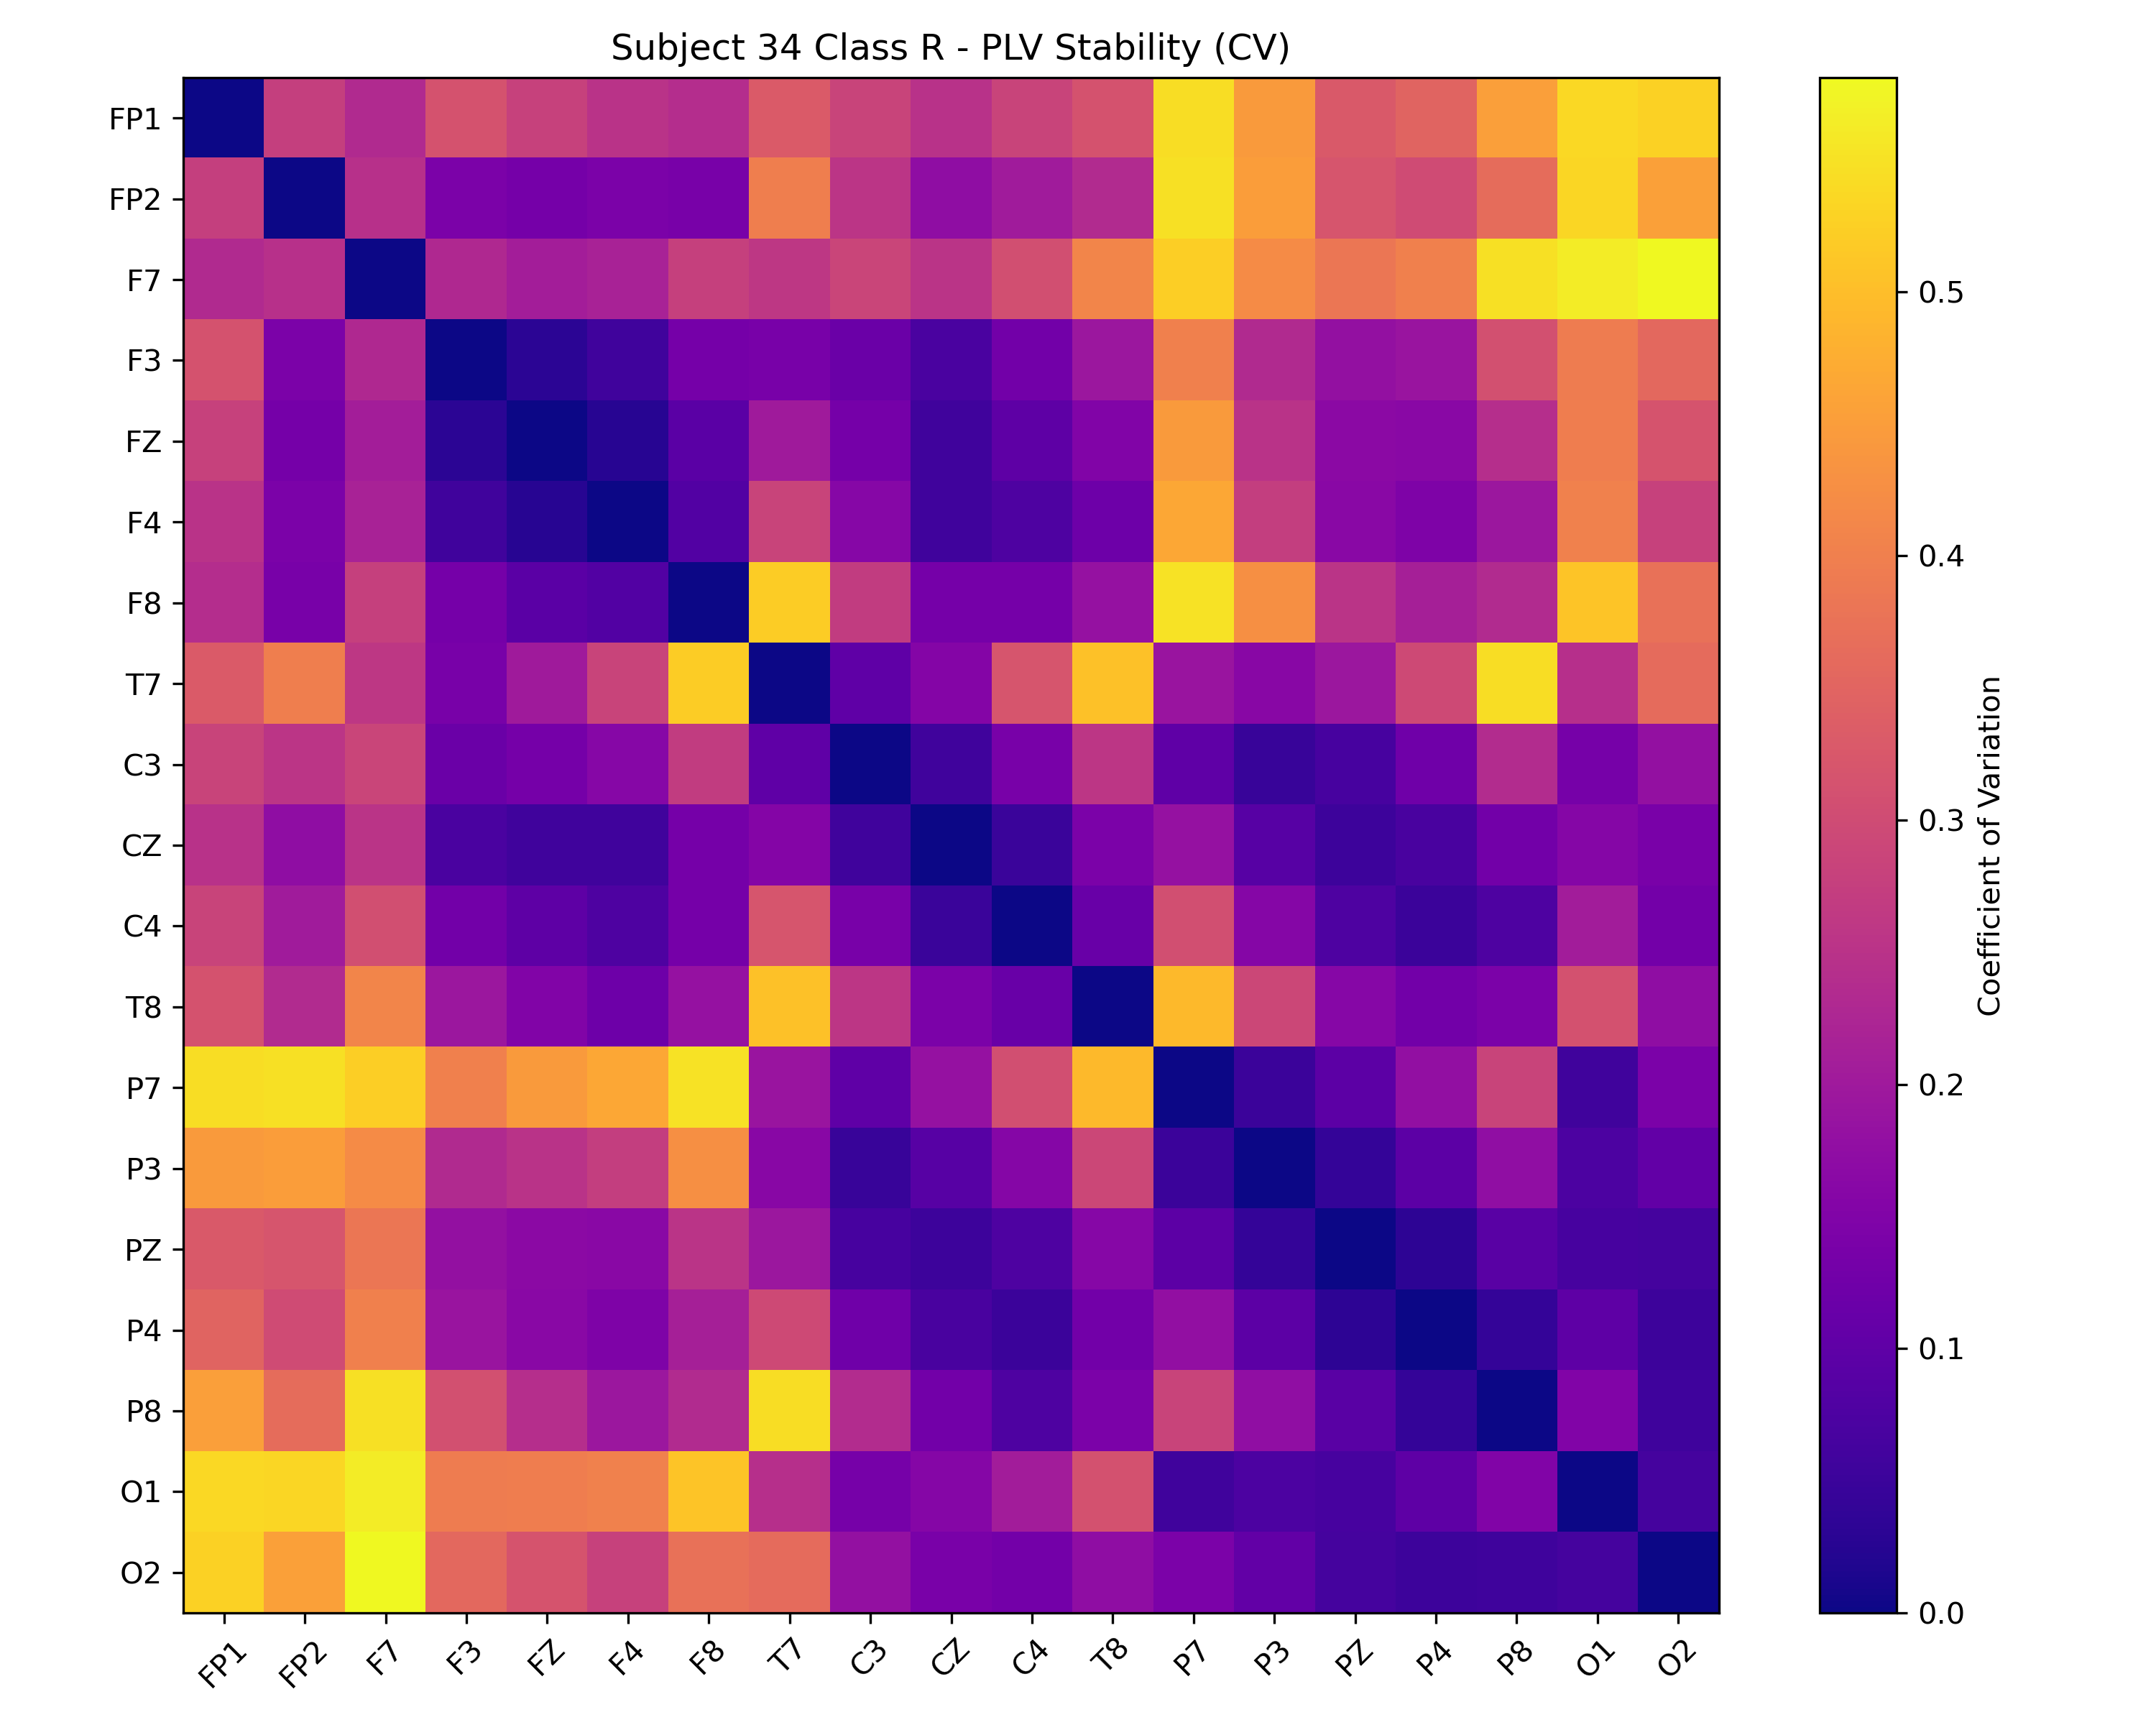 Subject 34 Class R - PLV Stability (CV)
FP1
FP2
F7
F3
FZ
F4
F8
T7
C3
CZ
C4
T8
P7
P3
PZ
P4
P8
O1
O2
FP1 FP2 F7 F3 FZ F4 F8 T7 C3 CZ C4 T8 P7 P3 PZ P4 P8 O1 O2
0.5
0.4
0.3
0.2
0.1
0.0
Coefficient of Variation